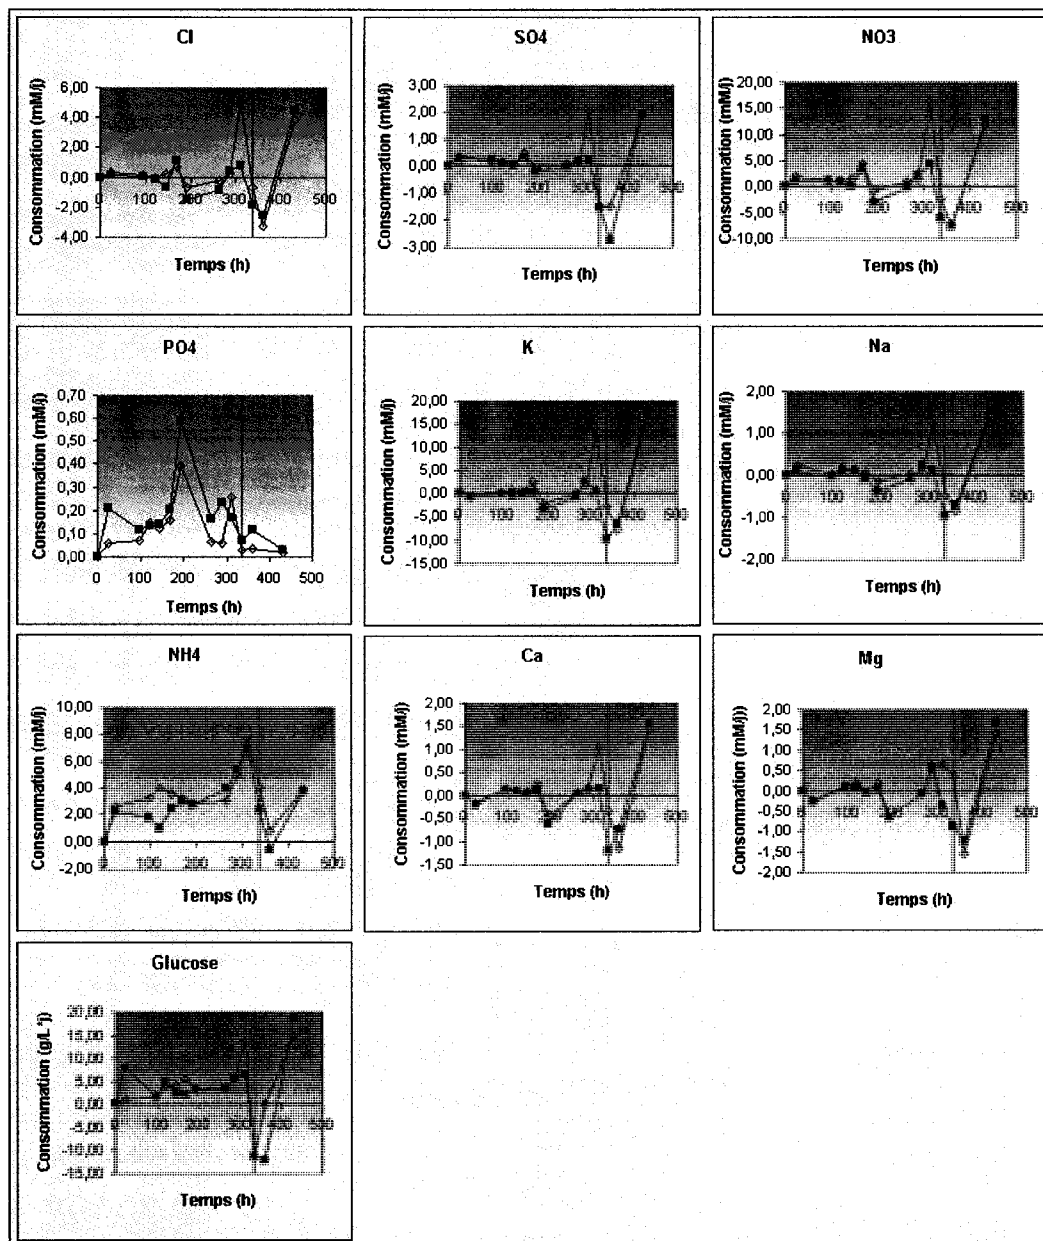 Cl
Consommation (mM/j)
6,00
4,00
2,00
0,00
-2,00
-4,00
0 100 200 300 400 500
Temps (h)
SO4
Consommation (mM/j)
3,00
2,00
1,00
0,00
-1,00
-2,00
-3,00
0 100 200 300 400 500
Temps (h)
NO3
Consommation (mM/j)
20,00
15,00
10,00
5,00
0,00
-5,00
-10,00
0 100 200 300 400 500
Temps (h)
PO4
Consommation (mM/j)
0,70
0,60
0,50
0,40
0,30
0,20
0,10
0,00
0 100 200 300 400 500
Temps (h)
K
Consommation (mM/j)
20,00
15,00
10,00
5,00
0,00
-5,00
-10,00
-15,00
0 100 200 300 400 500
Temps (h)
Na
Consommation (mM/j)
2,00
1,00
0,00
-1,00
-2,00
0 100 200 300 400 500
Temps (h)
NH4
Consommation (mM/j)
10,00
8,00
6,00
4,00
2,00
0,00
-2,00
0 100 200 300 400 500
Temps (h)
Ca
Consommation (mM/j)
2,00
1,50
1,00
0,50
0,00
-0,50
-1,00
-1,50
0 100 200 300 400 500
Temps (h)
Mg
Consommation (mM/j))
2,00
1,50
1,00
0,50
0,00
-0,50
-1,00
-1,50
-2,00
0 100 200 300 400 500
Temps (h)
Glucose
Consommation (g/L*j)
20,00
15,00
10,00
5,00
0,00
-5,00
-10,00
-15,00
0 100 200 300 400 500
Temps (h)